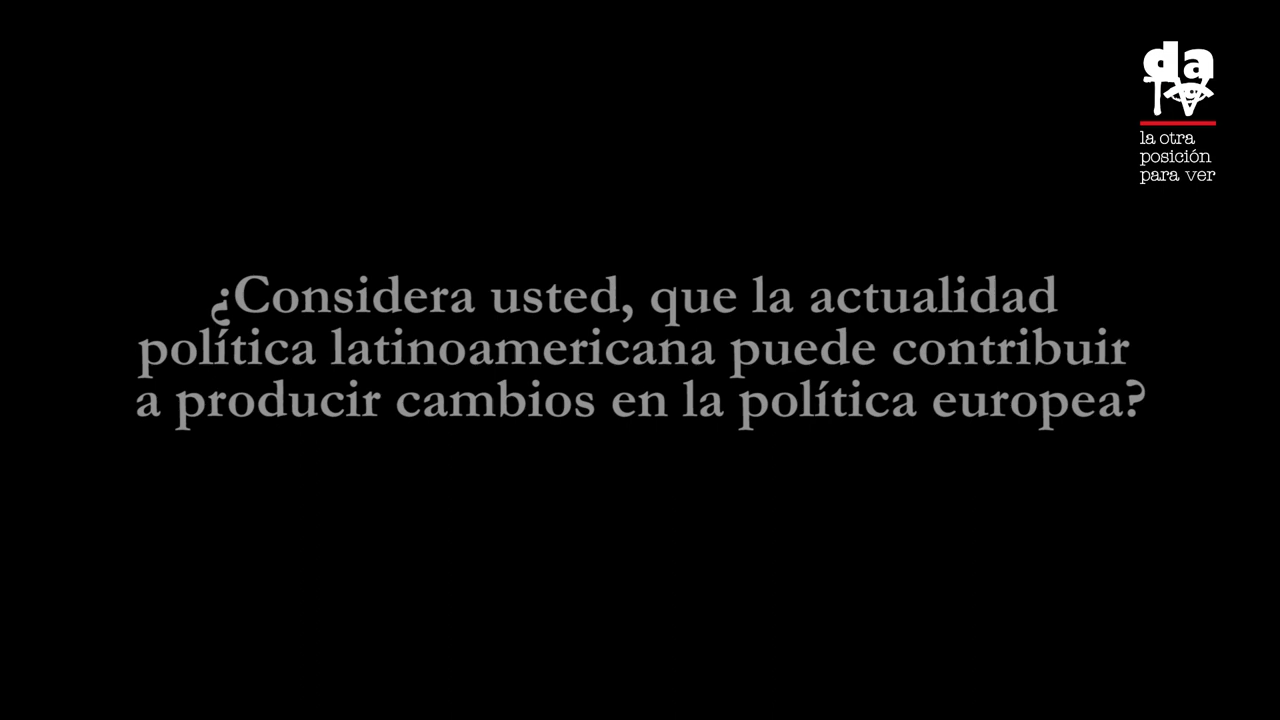 da
TV
la otra
posición
para ver
¿Considera usted, que la actualidad
política latinoamericana puede contribuir
a producir cambios en la política europea?